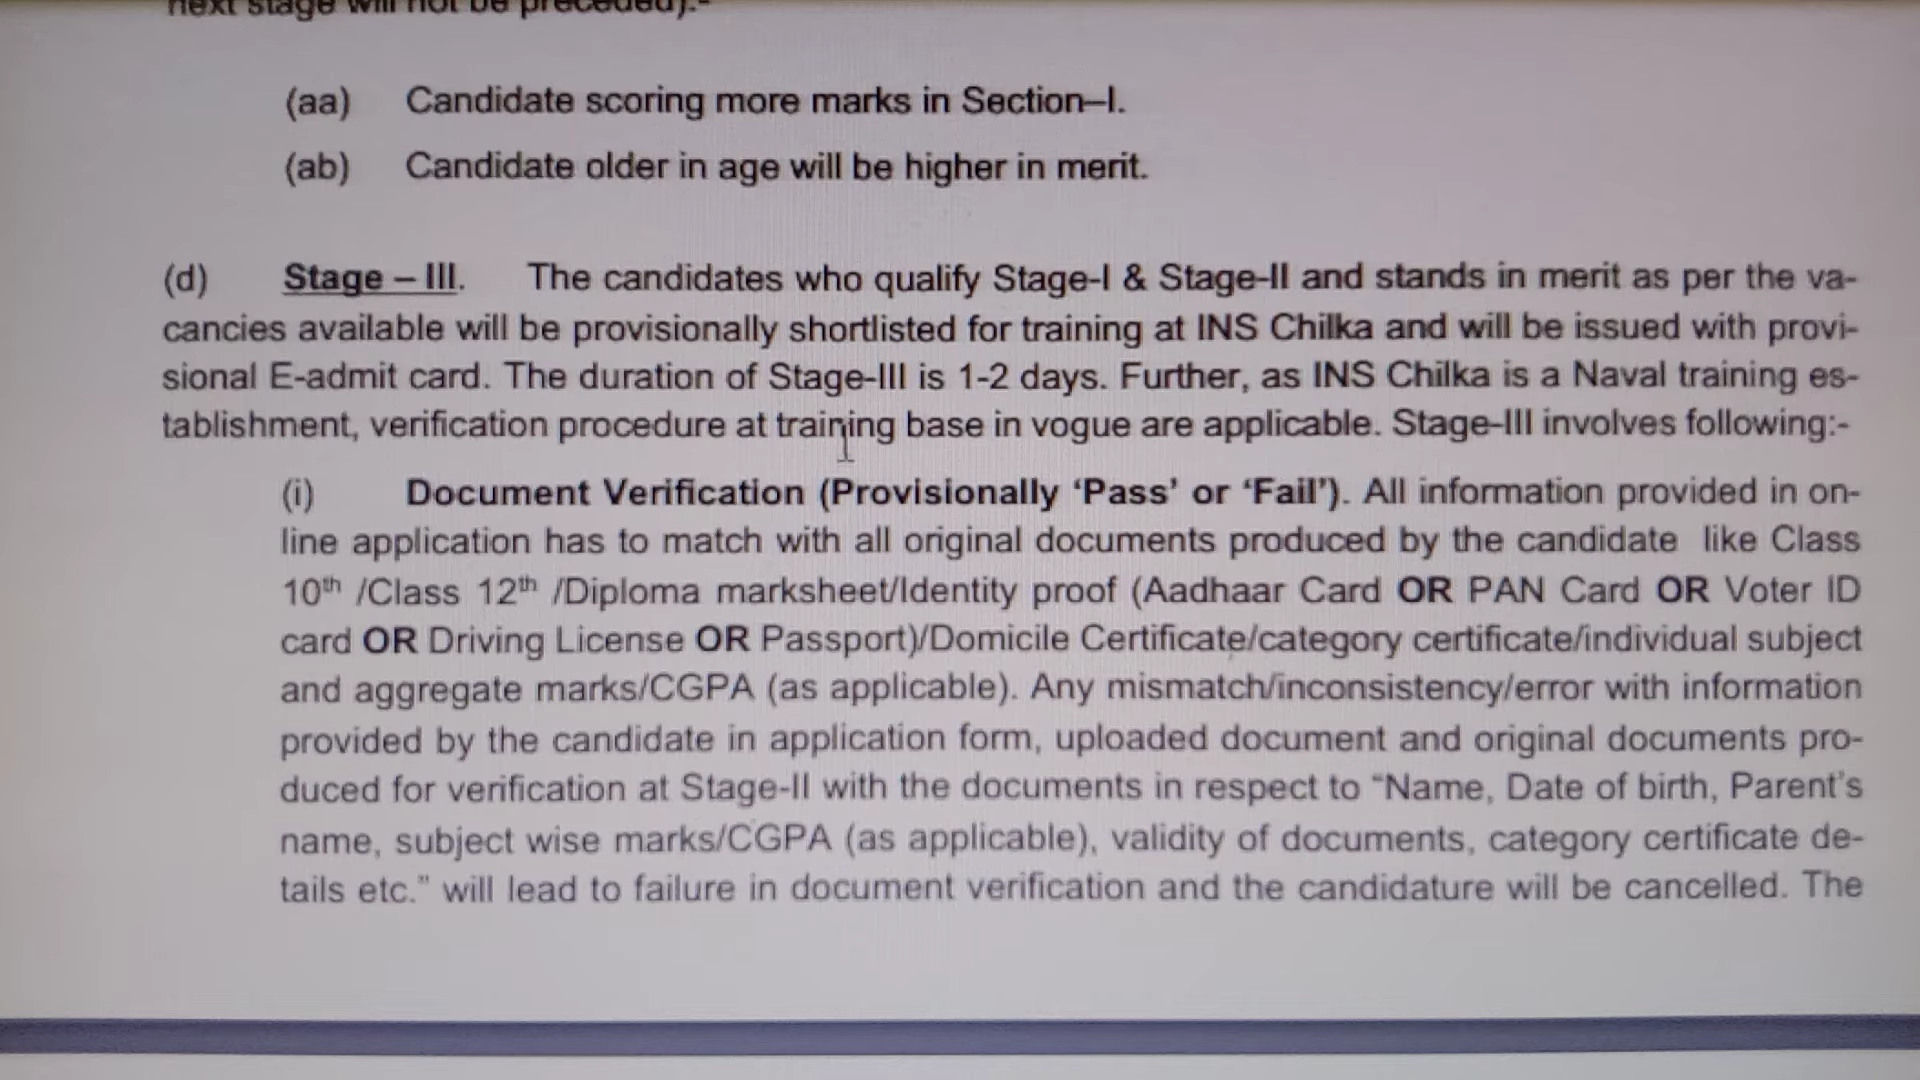 next stage will not be preceded):-
(aa) Candidate scoring more marks in Section–I.
(ab) Candidate older in age will be higher in merit.
(d) Stage – III. The candidates who qualify Stage-I & Stage-II and stands in merit as per the va-
cancies available will be provisionally shortlisted for training at INS Chilka and will be issued with provi-
sional E-admit card. The duration of Stage-III is 1-2 days. Further, as INS Chilka is a Naval training es-
tablishment, verification procedure at training base in vogue are applicable. Stage-III involves following:-
(i) Document Verification (Provisionally ‘Pass’ or ‘Fail’). All information provided in on-
line application has to match with all original documents produced by the candidate like Class
10th /Class 12th /Diploma marksheet/Identity proof (Aadhaar Card OR PAN Card OR Voter ID
card OR Driving License OR Passport)/Domicile Certificate/category certificate/individual subject
and aggregate marks/CGPA (as applicable). Any mismatch/inconsistency/error with information
provided by the candidate in application form, uploaded document and original documents pro-
duced for verification at Stage-II with the documents in respect to “Name, Date of birth, Parent’s
name, subject wise marks/CGPA (as applicable), validity of documents, category certificate de-
tails etc.” will lead to failure in document verification and the candidature will be cancelled. The